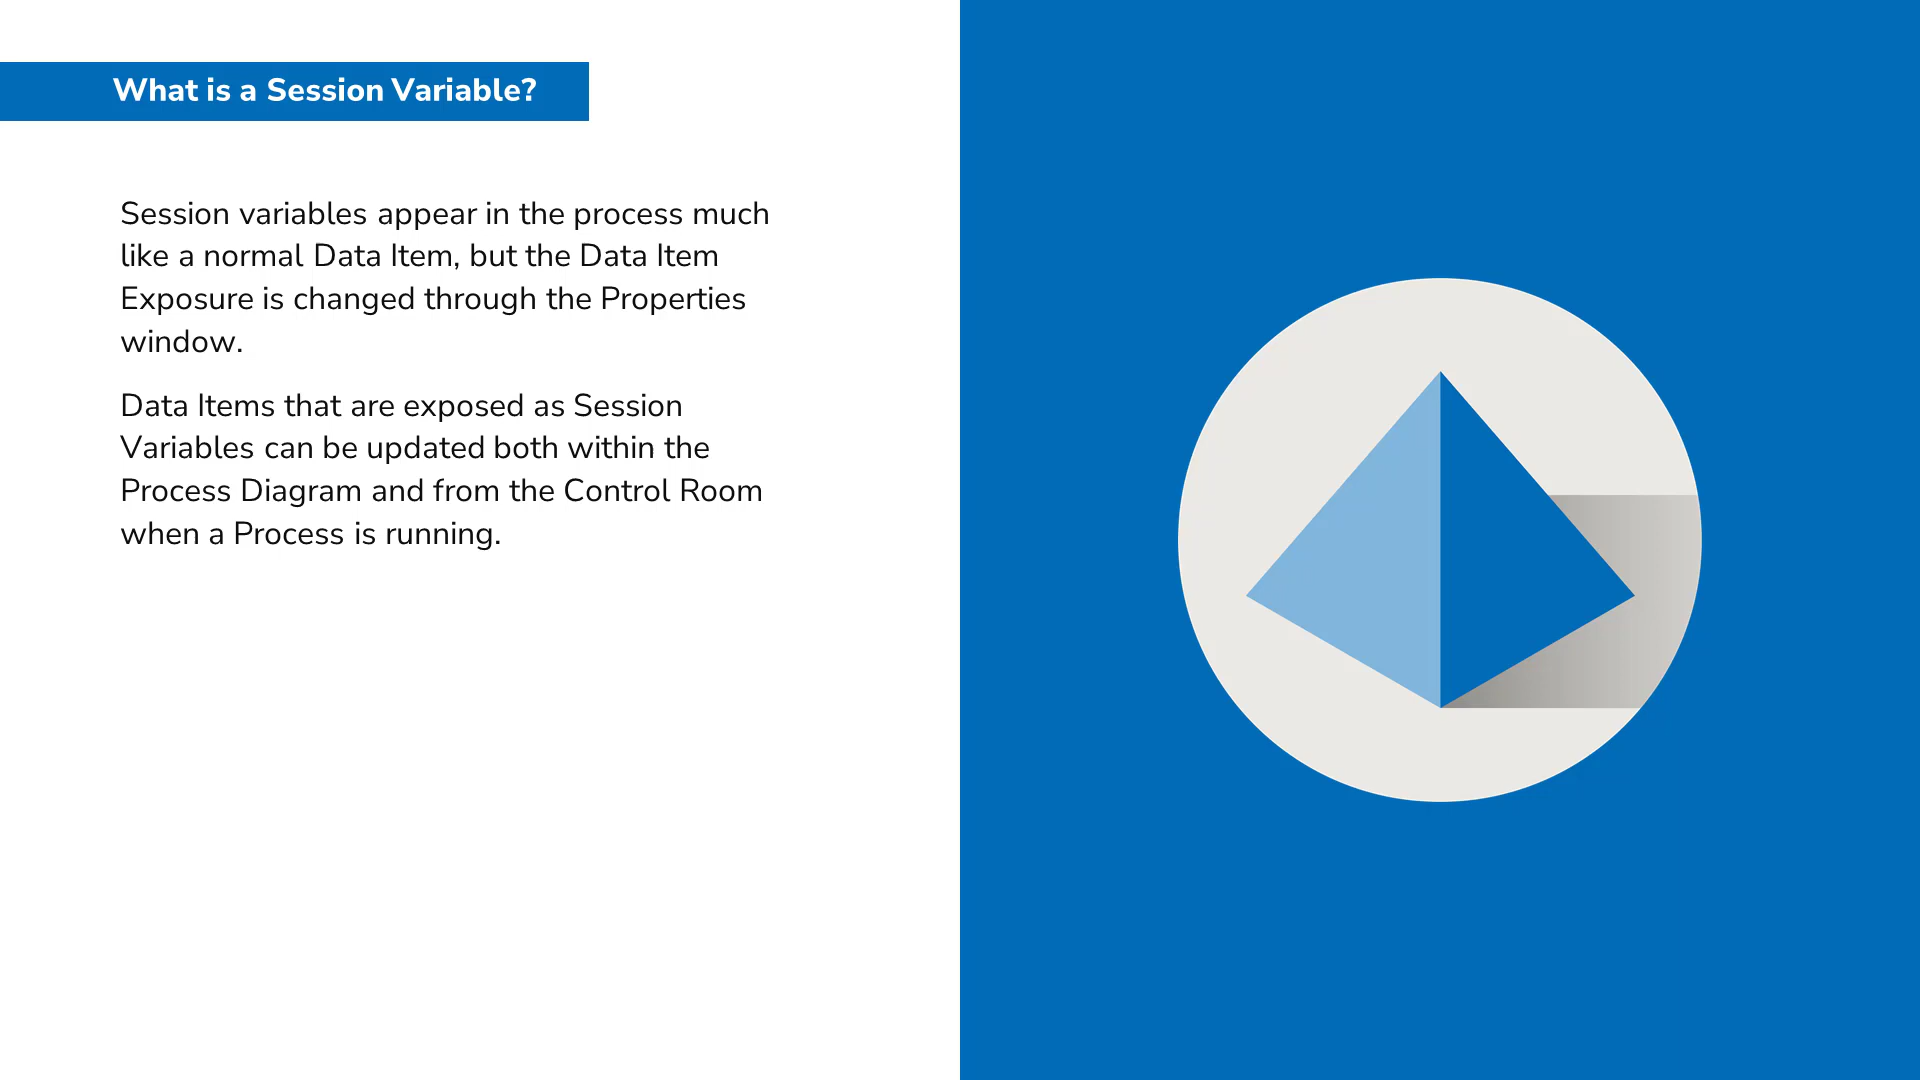 What is a Session Variable?
Session variables appear in the process much
like a normal Data Item, but the Data Item
Exposure is changed through the Properties
window.
Data Items that are exposed as Session
Variables can be updated both within the
Process Diagram and from the Control Room
when a Process is running.